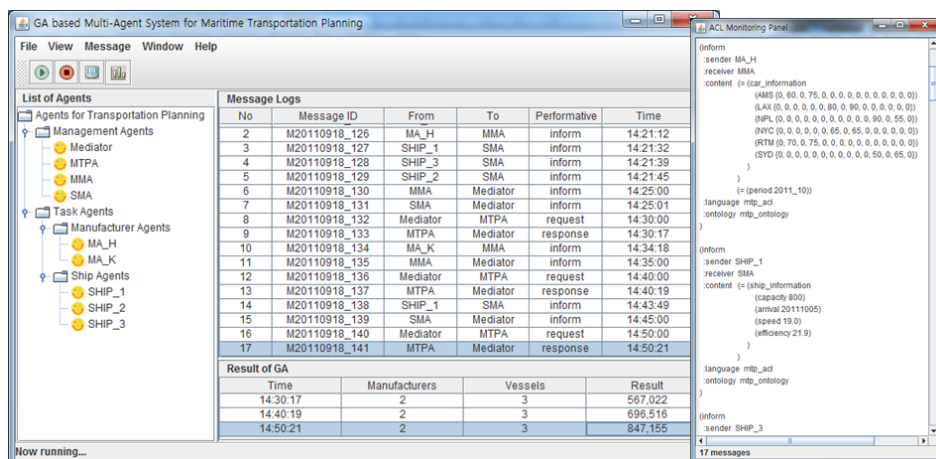 GA based Multi-Agent System for Maritime Transportation Planning
File View Message Window Help
List of Agents
Agents for Transportation Planning
Management Agents
Mediator
MTPA
MMA
SMA
Task Agents
Manufacturer Agents
MA_H
MA_K
Ship Agents
SHIP_1
SHIP_2
SHIP_3
Message Logs
No Message ID From To Performative Time
2 M20110918_126 MA_H MMA inform 14:21:12
3 M20110918_127 SHIP_1 SMA inform 14:21:32
4 M20110918_128 SHIP_3 SMA inform 14:21:39
5 M20110918_129 SHIP_2 SMA inform 14:21:45
6 M20110918_130 MMA Mediator inform 14:25:00
7 M20110918_131 SMA Mediator inform 14:25:01
8 M20110918_132 Mediator MTPA request 14:30:00
9 M20110918_133 MTPA Mediator response 14:30:17
10 M20110918_134 MA_K MMA inform 14:34:18
11 M20110918_135 MMA Mediator inform 14:35:00
12 M20110918_136 Mediator MTPA request 14:40:00
13 M20110918_137 MTPA Mediator response 14:40:19
14 M20110918_138 SHIP_1 SMA inform 14:43:49
15 M20110918_139 SMA Mediator inform 14:45:00
16 M20110918_140 Mediator MTPA request 14:50:00
17 M20110918_141 MTPA Mediator response 14:50:21
Result of GA
Time Manufacturers Vessels Result
14:30:17 2 3 567,022
14:40:19 2 3 696,516
14:50:21 2 3 847,155
Now running...
ACL Monitoring Panel
(inform
:sender MA_H
:receiver MMA
:content (= (car_information
(AMS {0, 60, 0, 75, 0, 0, 0, 0, 0, 0, 0, 0, 0, 0})
(LAX {0, 0, 0, 0, 0, 0, 80, 0, 90, 0, 0, 0, 0, 0})
(NPL {0, 0, 0, 0, 0, 0, 0, 0, 0, 0, 90, 0, 55, 0})
(NYC {0, 0, 0, 0, 0, 0, 65, 0, 65, 0, 0, 0, 0, 0})
(RTM {0, 70, 0, 75, 0, 0, 0, 0, 0, 0, 0, 0, 0, 0})
(SYD {0, 0, 0, 0, 0, 0, 0, 0, 0, 0, 50, 0, 65, 0})
)
)
(= (period 2011_10))
:language mtp_acl
:ontology mtp_ontology
)
(inform
:sender SHIP_1
:receiver SMA
:content (= (ship_information
(capacity 800)
(arrival 20111005)
(speed 19.0)
(efficiency 21.9)
)
)
:language mtp_acl
:ontology mtp_ontology
)
(inform
:sender SHIP_3
17 messages